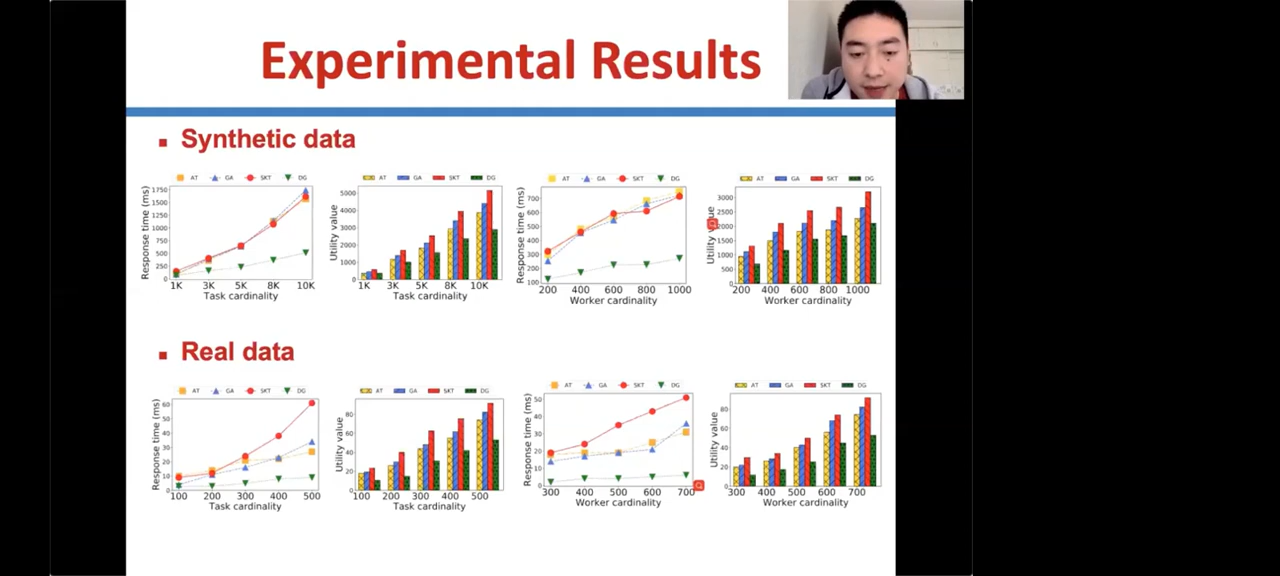 Experimental Results
▪ Synthetic data
AT GA SKT DG
Response time (ms)
1750
1500
1250
1000
750
500
250
0
1K 3K 5K 8K 10K
Task cardinality
AT GA SKT DG
Utility value
5000
4000
3000
2000
1000
0
1K 3K 5K 8K 10K
Task cardinality
AT GA SKT DG
Response time (ms)
700
600
500
400
300
200
100
200 400 600 800 1000
Worker cardinality
AT GA SKT DG
Utility value
3000
2500
2000
1500
1000
500
0
200 400 600 800 1000
Worker cardinality
▪ Real data
AT GA SKT DG
Response time (ms)
60
50
40
30
20
10
0
100 200 300 400 500
Task cardinality
AT GA SKT DG
Utility value
80
60
40
20
0
100 200 300 400 500
Task cardinality
AT GA SKT DG
Response time (ms)
50
40
30
20
10
0
300 400 500 600 700
Worker cardinality
AT GA SKT DG
Utility value
80
60
40
20
0
300 400 500 600 700
Worker cardinality